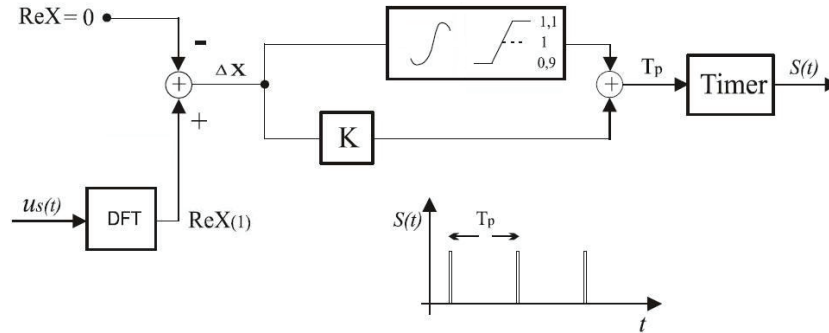 ReX = 0
-
+
ΔX
+
1,1
1
0,9
K
+
Tp
Timer
S(t)
us(t)
DFT
ReX(1)
S(t)
Tp
t